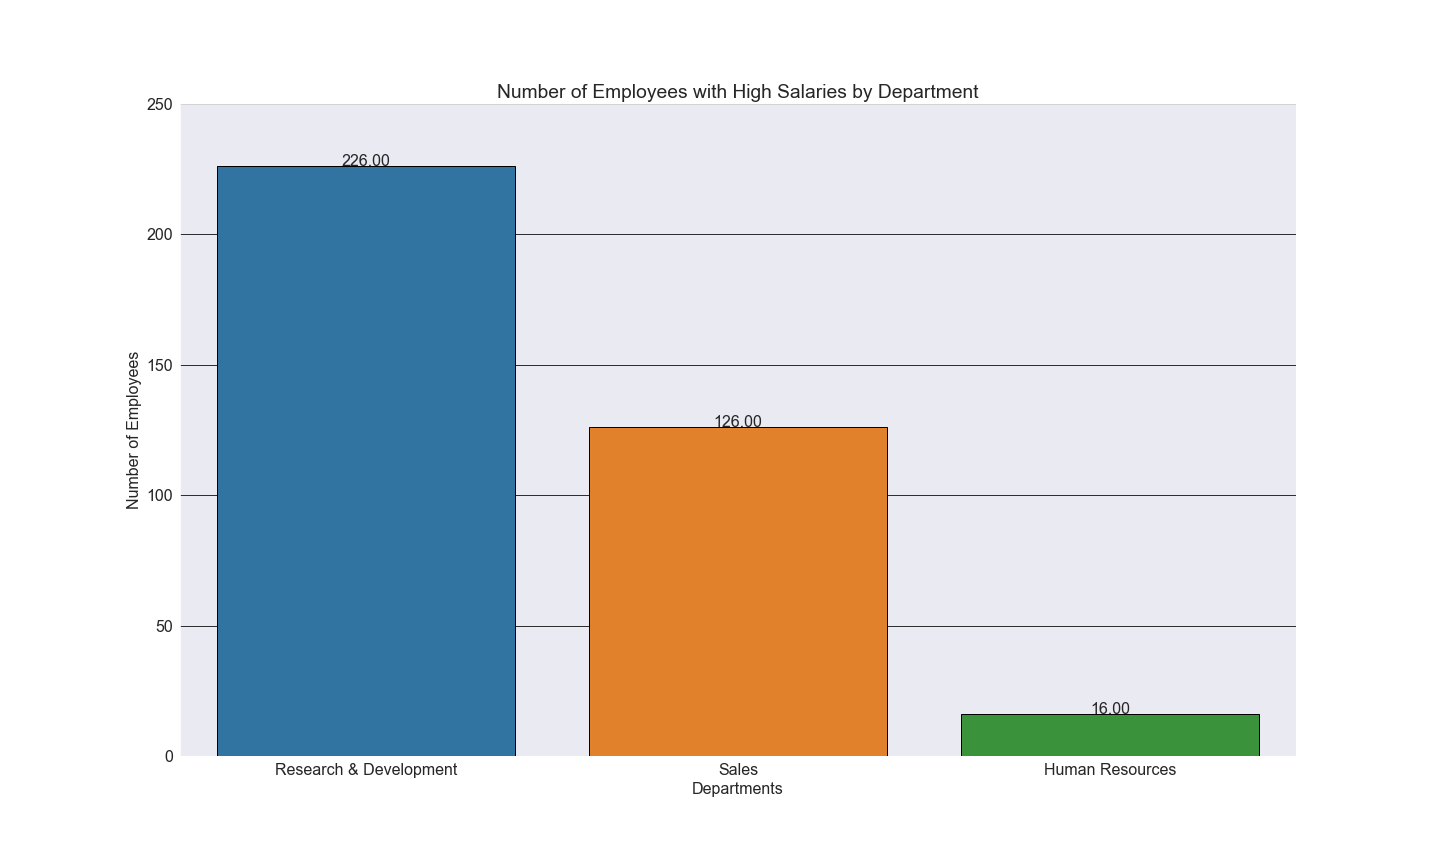 Number of Employees with High Salaries by Department
250
200
150
100
50
0
Number of Employees
226.00
126.00
16.00
Research & Development
Sales
Human Resources
Departments